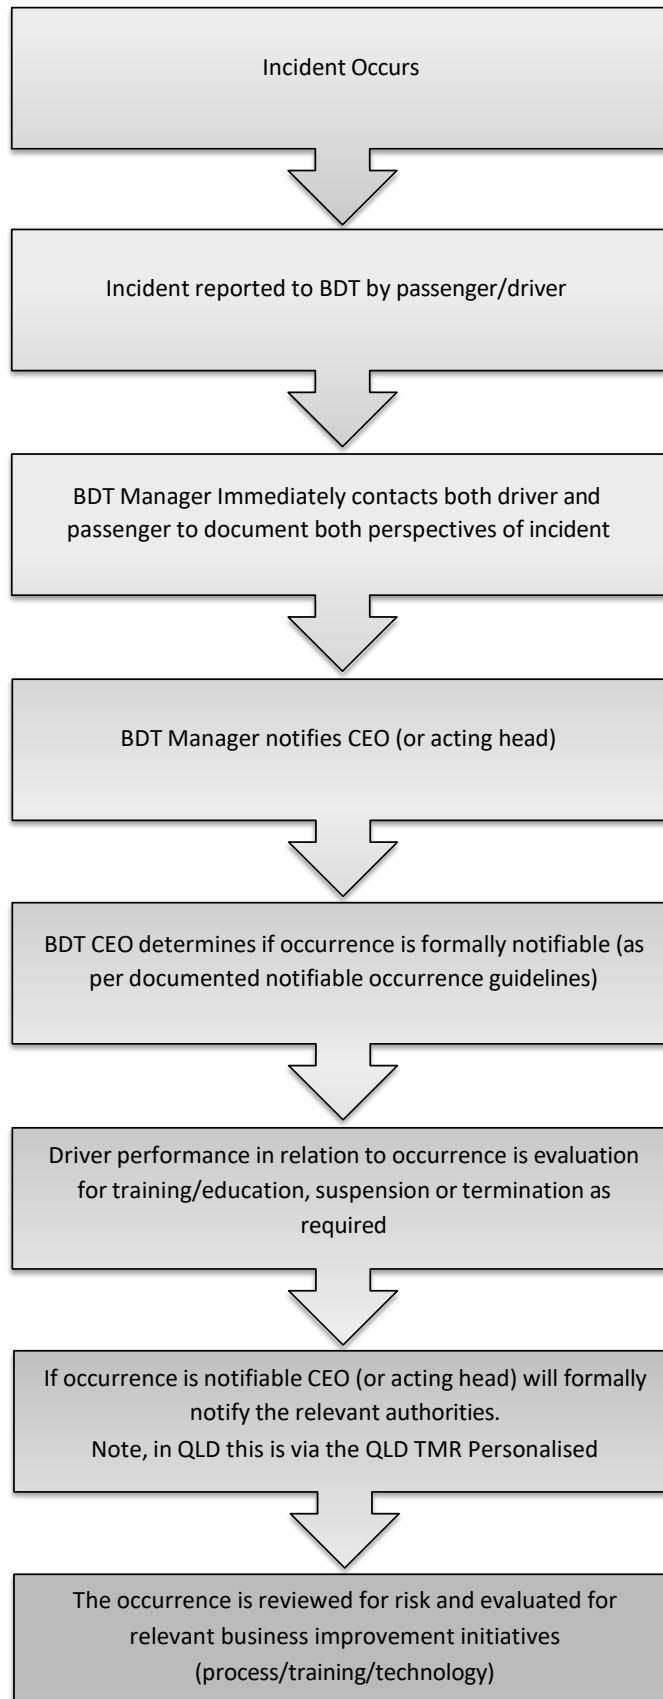 Incident Occurs
Incident reported to BDT by passenger/driver
BDT Manager Immediately contacts both driver and
passenger to document both perspectives of incident
BDT Manager notifies CEO (or acting head)
BDT CEO determines if occurrence is formally notifiable (as
per documented notifiable occurrence guidelines)
Driver performance in relation to occurrence is evaluation
for training/education, suspension or termination as
required
If occurrence is notifiable CEO (or acting head) will formally
notify the relevant authorities.
Note, in QLD this is via the QLD TMR Personalised
The occurrence is reviewed for risk and evaluated for
relevant business improvement initiatives
(process/training/technology)